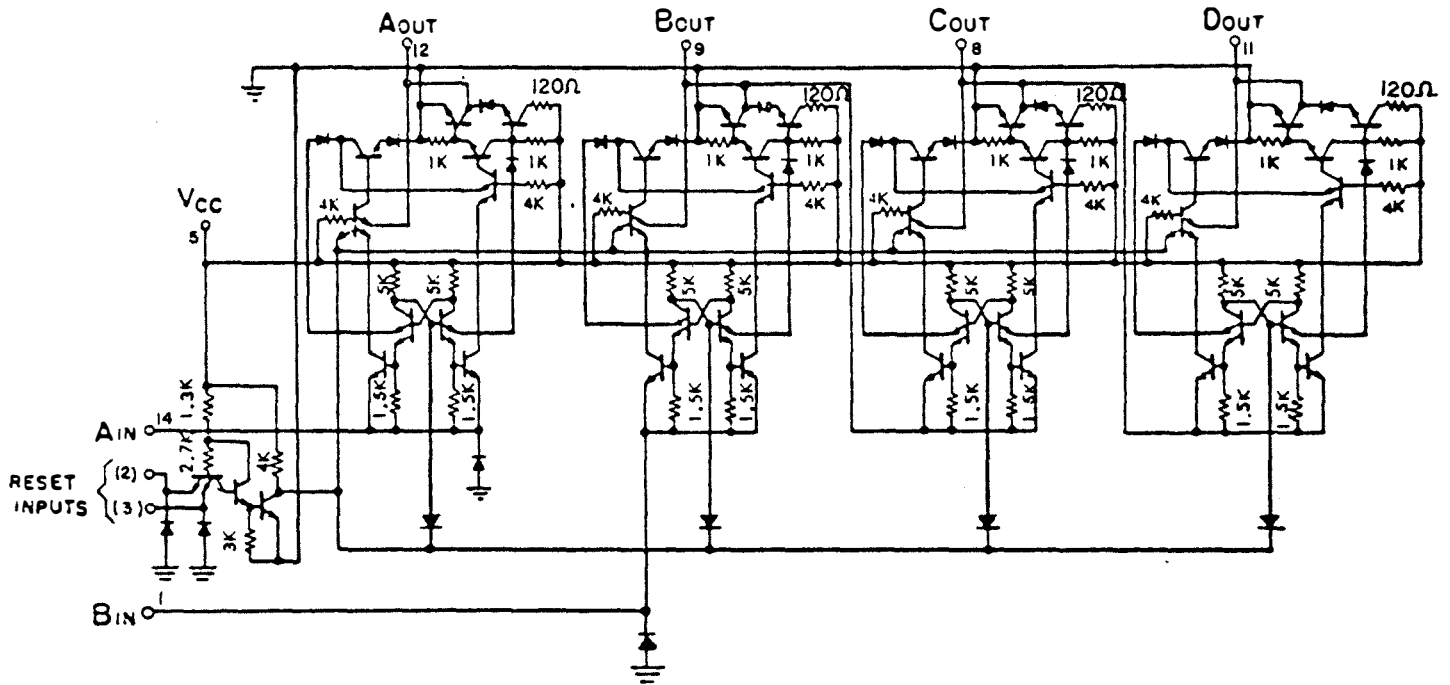 AOUT BCUT COUT DOUT
12 9 8 11
120Ω 120Ω 120Ω 120Ω
1K 1K 1K 1K 1K 1K 1K 1K
4K 4K 4K 4K 4K 4K 4K 4K
VCC
5
5K 5K 5K 5K 5K 5K 5K 5K
1.3K
1.5K 1.5K 1.5K 1.5K 1.5K 1.5K 1.5K 1.5K
AIN 14
2.7K 4K
RESET INPUTS (2)
(3)
3K
BIN 1